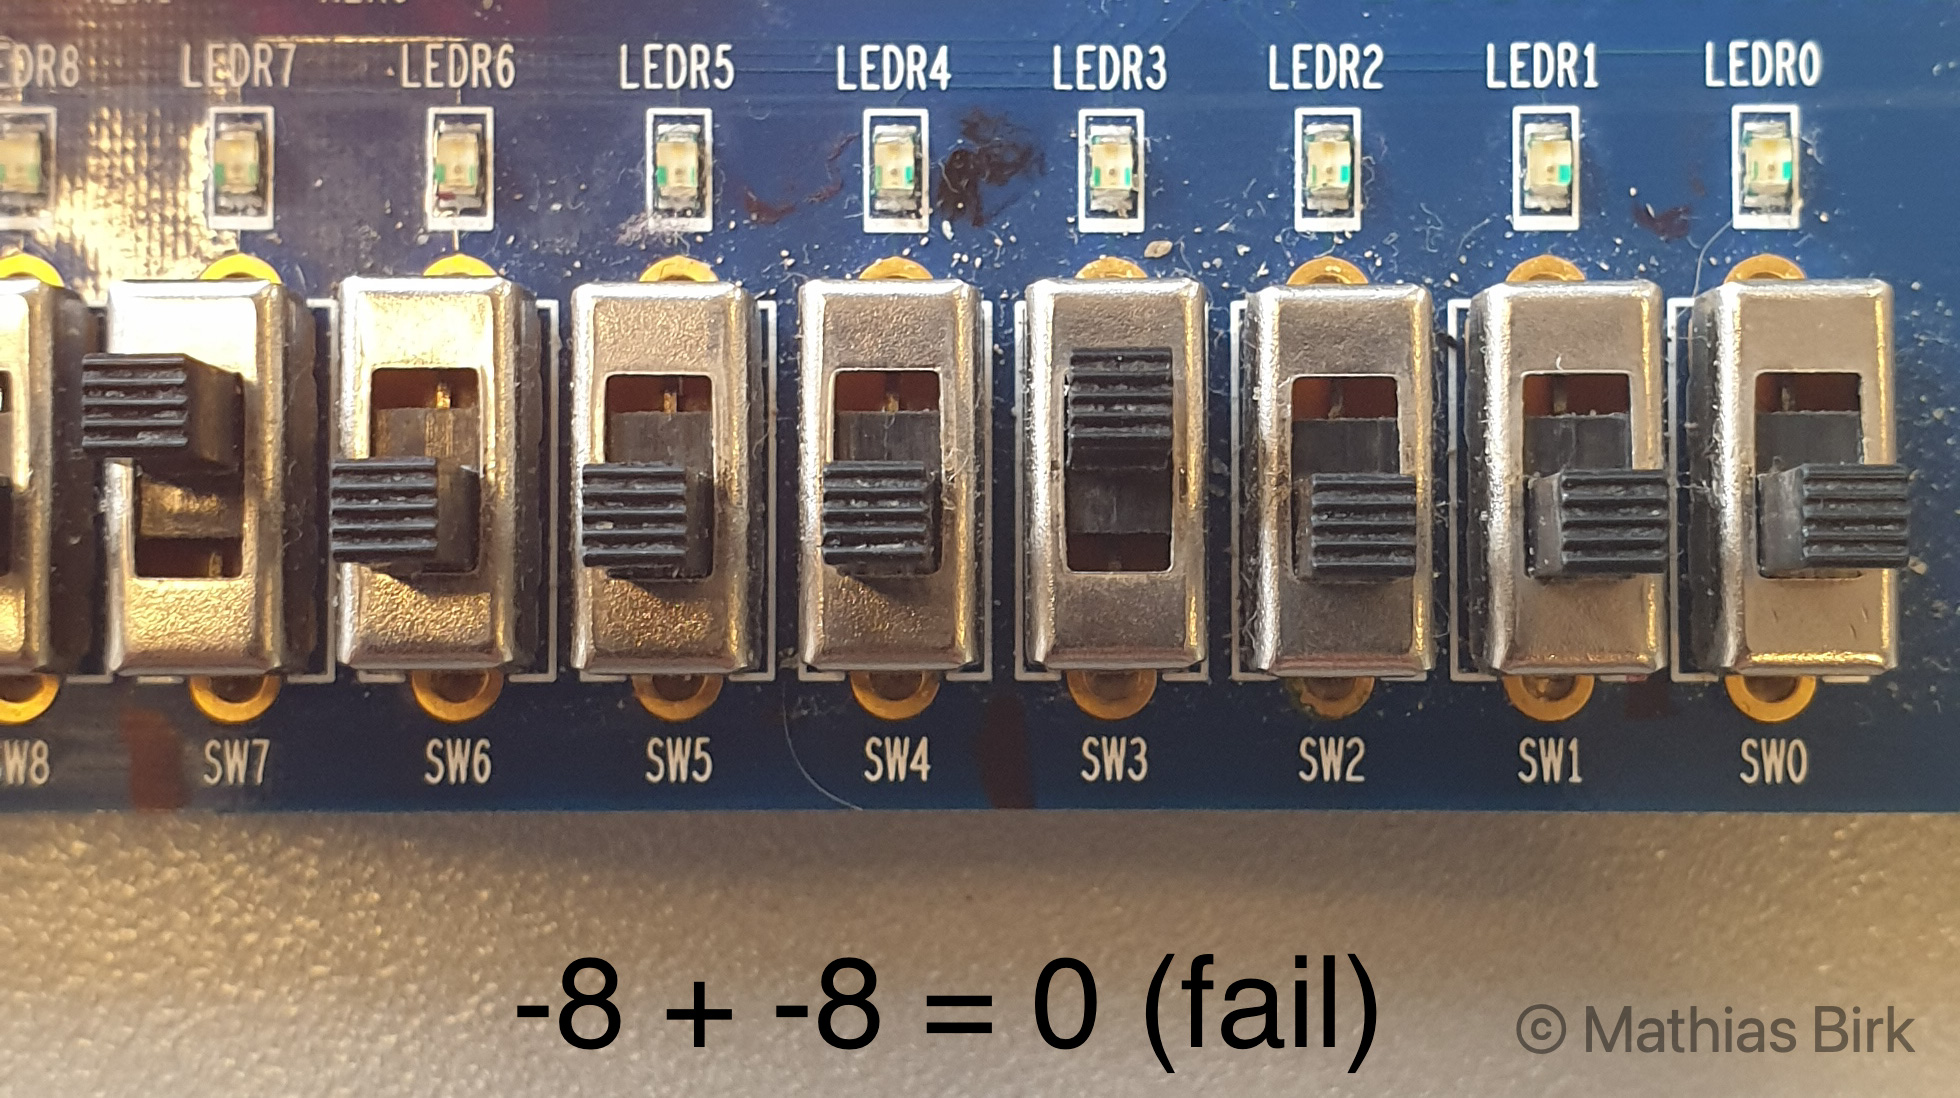 LEDR7 LEDR6 LEDR5 LEDR4 LEDR3 LEDR2 LEDR1 LEDR0
SW7 SW6 SW5 SW4 SW3 SW2 SW1 SW0
-8 + -8 = 0 (fail)
© Mathias Birk